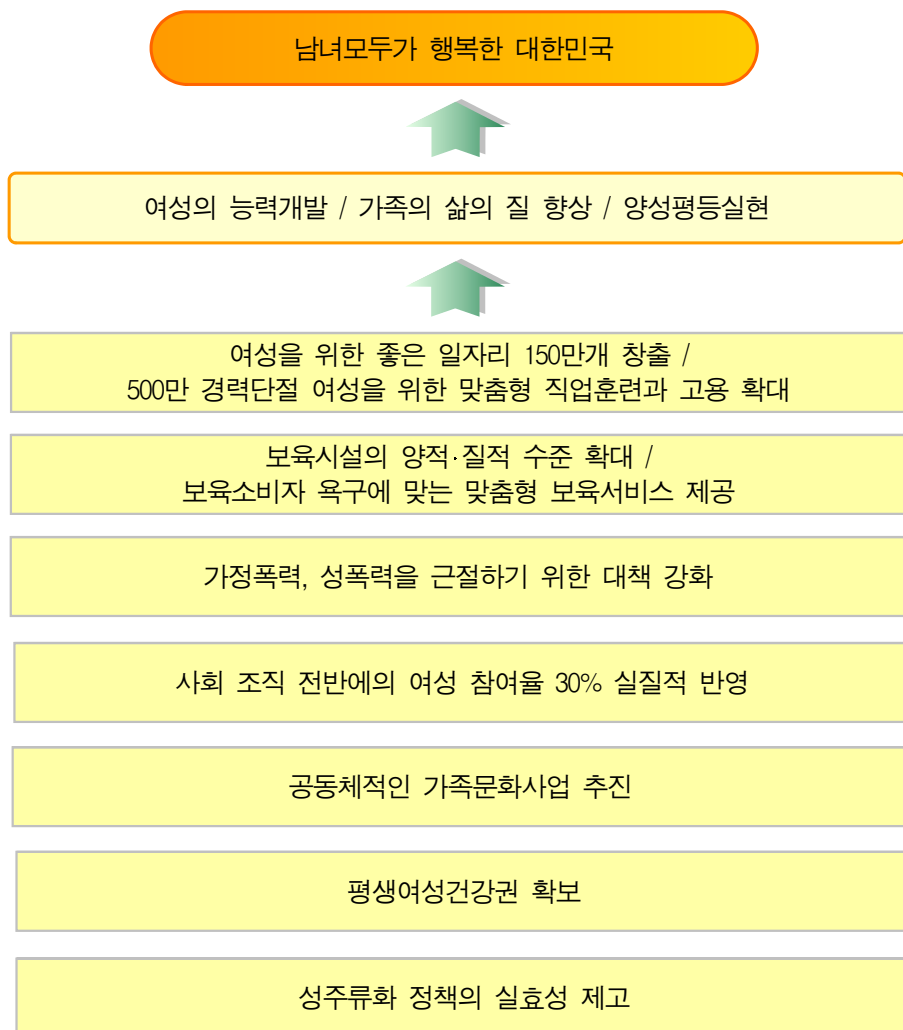 남녀모두가 행복한 대한민국
여성의 능력개발 / 가족의 삶의 질 향상 / 양성평등실현
여성을 위한 좋은 일자리 150만개 창출 /
500만 경력단절 여성을 위한 맞춤형 직업훈련과 고용 확대
보육시설의 양적·질적 수준 확대 /
보육소비자 욕구에 맞는 맞춤형 보육서비스 제공
가정폭력, 성폭력을 근절하기 위한 대책 강화
사회 조직 전반에의 여성 참여율 30% 실질적 반영
공동체적인 가족문화사업 추진
평생여성건강권 확보
성주류화 정책의 실효성 제고